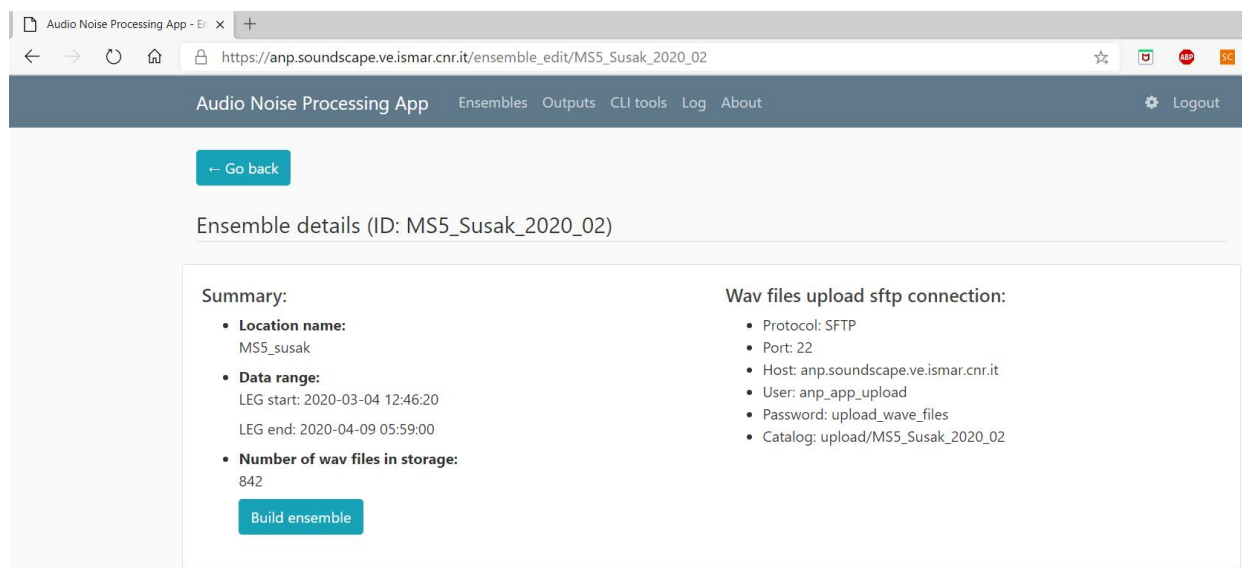 Audio Noise Processing App - En
https://anp.soundscape.ve.ismar.cnr.it/ensemble_edit/MS5_Susak_2020_02
ABP
SC
Audio Noise Processing App Ensembles Outputs CLI tools Log About Logout
← Go back
Ensemble details (ID: MS5_Susak_2020_02)
Summary:
• Location name:
MS5_susak
• Data range:
LEG start: 2020-03-04 12:46:20
LEG end: 2020-04-09 05:59:00
• Number of wav files in storage:
842
Build ensemble
Wav files upload sftp connection:
• Protocol: SFTP
• Port: 22
• Host: anp.soundscape.ve.ismar.cnr.it
• User: anp_app_upload
• Password: upload_wave_files
• Catalog: upload/MS5_Susak_2020_02